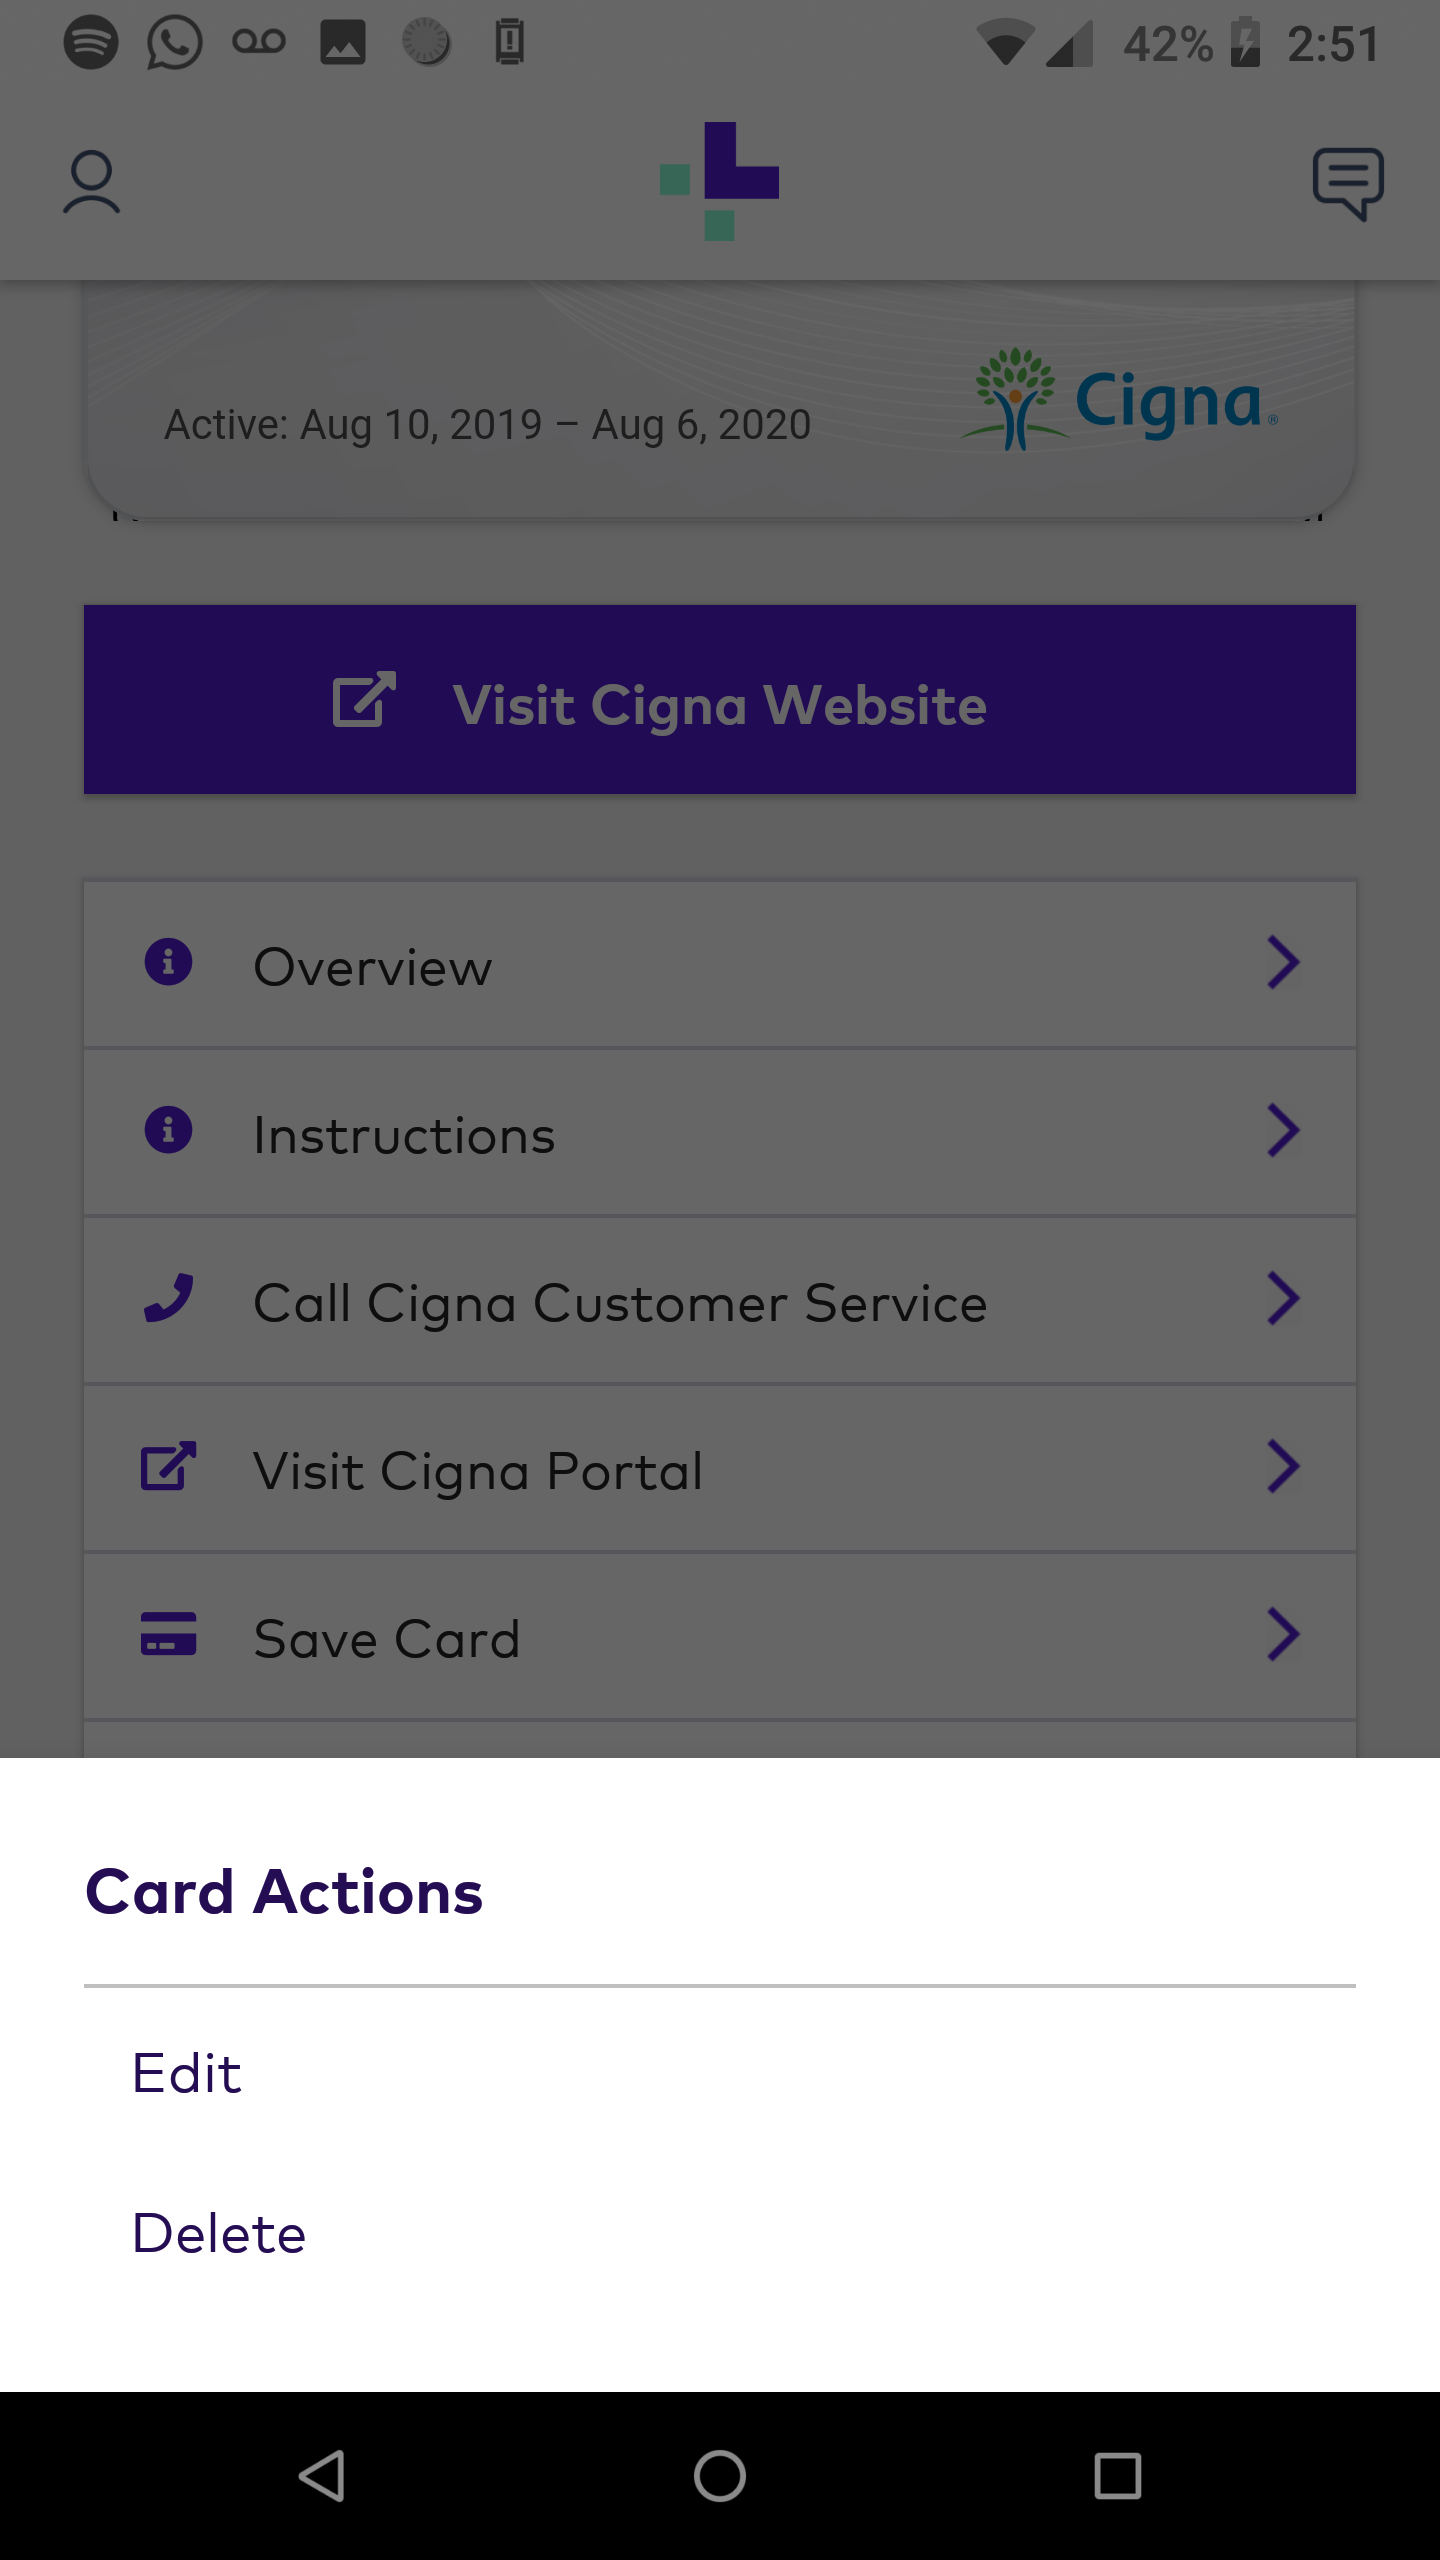 42% 2:51
Active: Aug 10, 2019 – Aug 6, 2020
Cigna®
Visit Cigna Website
Overview
Instructions
Call Cigna Customer Service
Visit Cigna Portal
Save Card
Card Actions
Edit
Delete